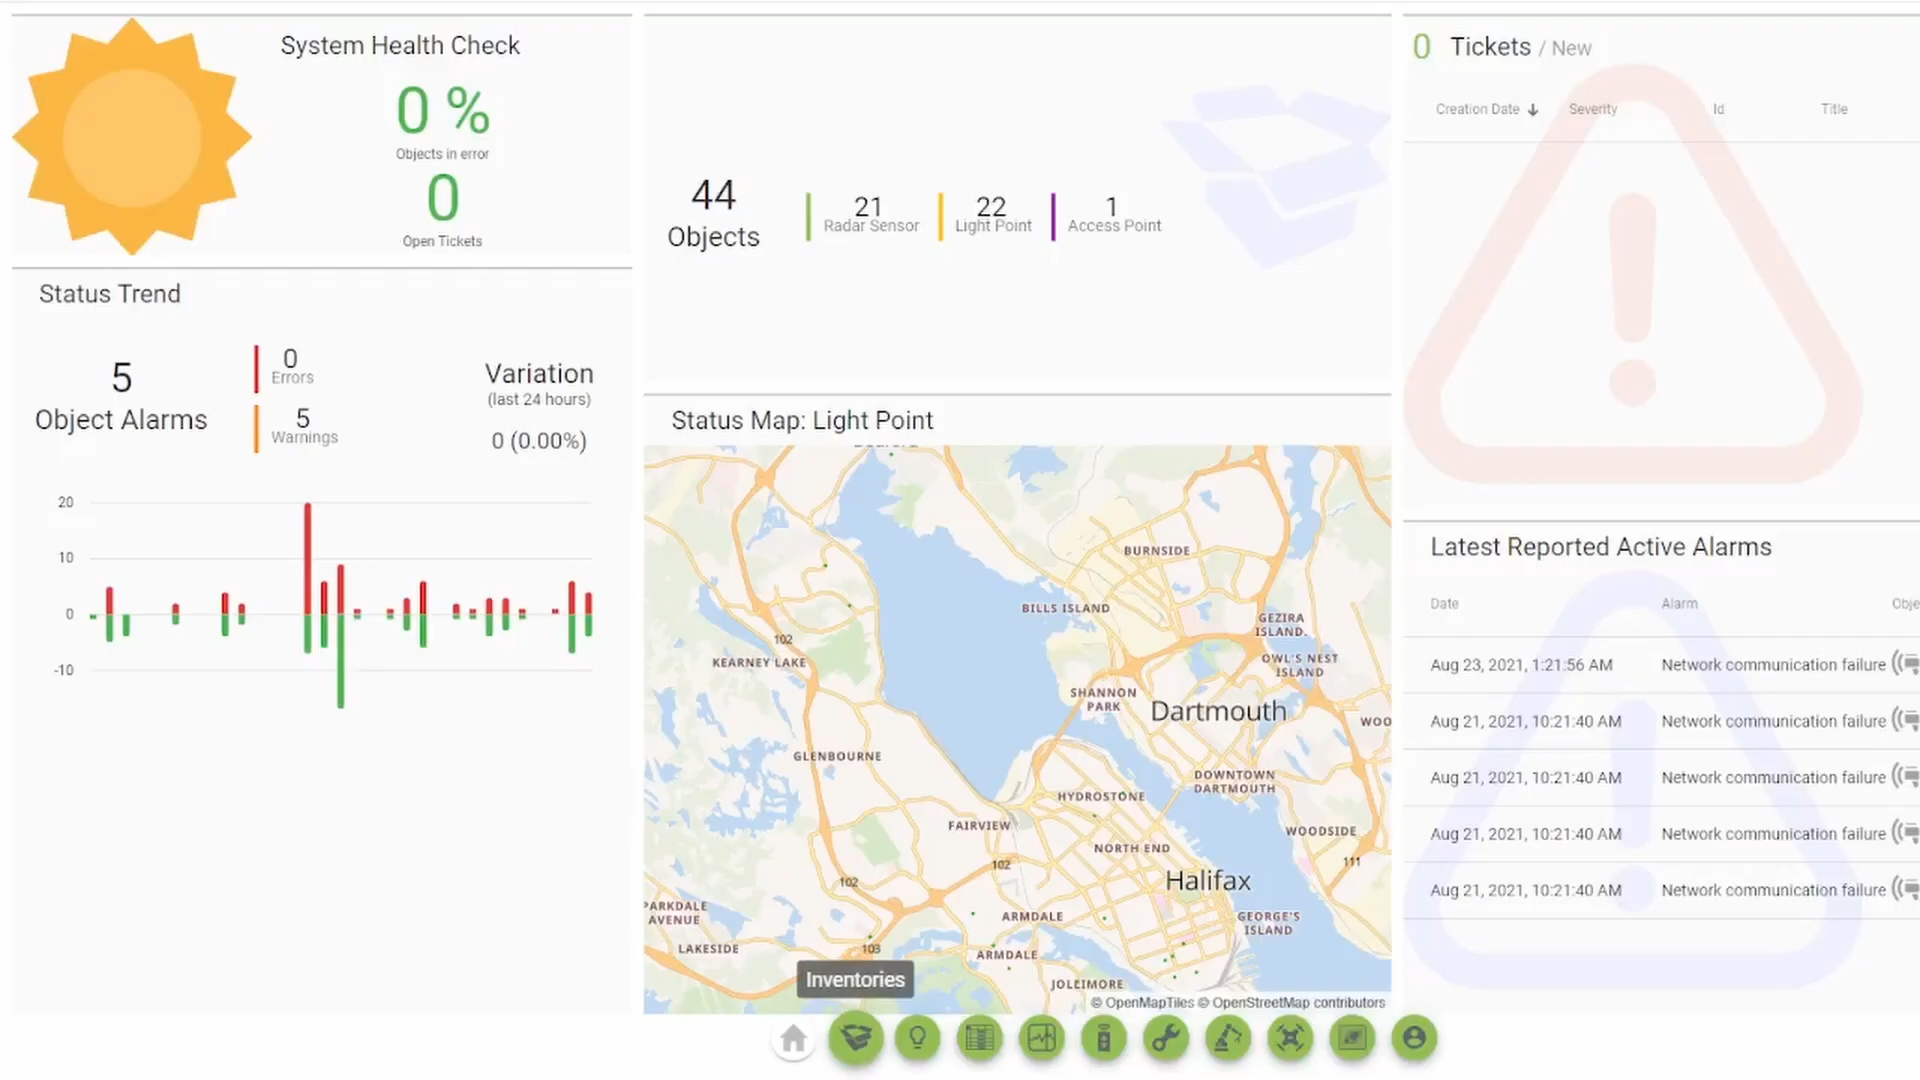 System Health Check
0 %
Objects in error
0
Open Tickets
Status Trend
5
Object Alarms
0
Errors
5
Warnings
Variation
(last 24 hours)
0 (0.00%)
20
10
0
-10
44
Objects
21
Radar Sensor
22
Light Point
1
Access Point
Status Map: Light Point
BURNSIDE
BILLS ISLAND
GEZIRA
ISLAND.
102
KEARNEY LAKE
OWL'S NEST
ISLAND
SHANNON
PARK
Dartmouth
WOO
GLENBOURNE
DOWNTOWN
DARTMOUTH
HYDROSTONE
FAIRVIEW
WOODSIDE
NORTH END
102
111
102
Halifax
PARKDALE
AVENUE
ARMDALE
GEORGE'S
ISLAND
LAKESIDE
103
ARMDALE
Inventories
JOLLIMORE
© OpenMapTiles © OpenStreetMap contributors
0 Tickets / New
Creation Date Severity Id Title
Latest Reported Active Alarms
Date Alarm Obje
Aug 23, 2021, 1:21:56 AM Network communication failure
Aug 21, 2021, 10:21:40 AM Network communication failure
Aug 21, 2021, 10:21:40 AM Network communication failure
Aug 21, 2021, 10:21:40 AM Network communication failure
Aug 21, 2021, 10:21:40 AM Network communication failure